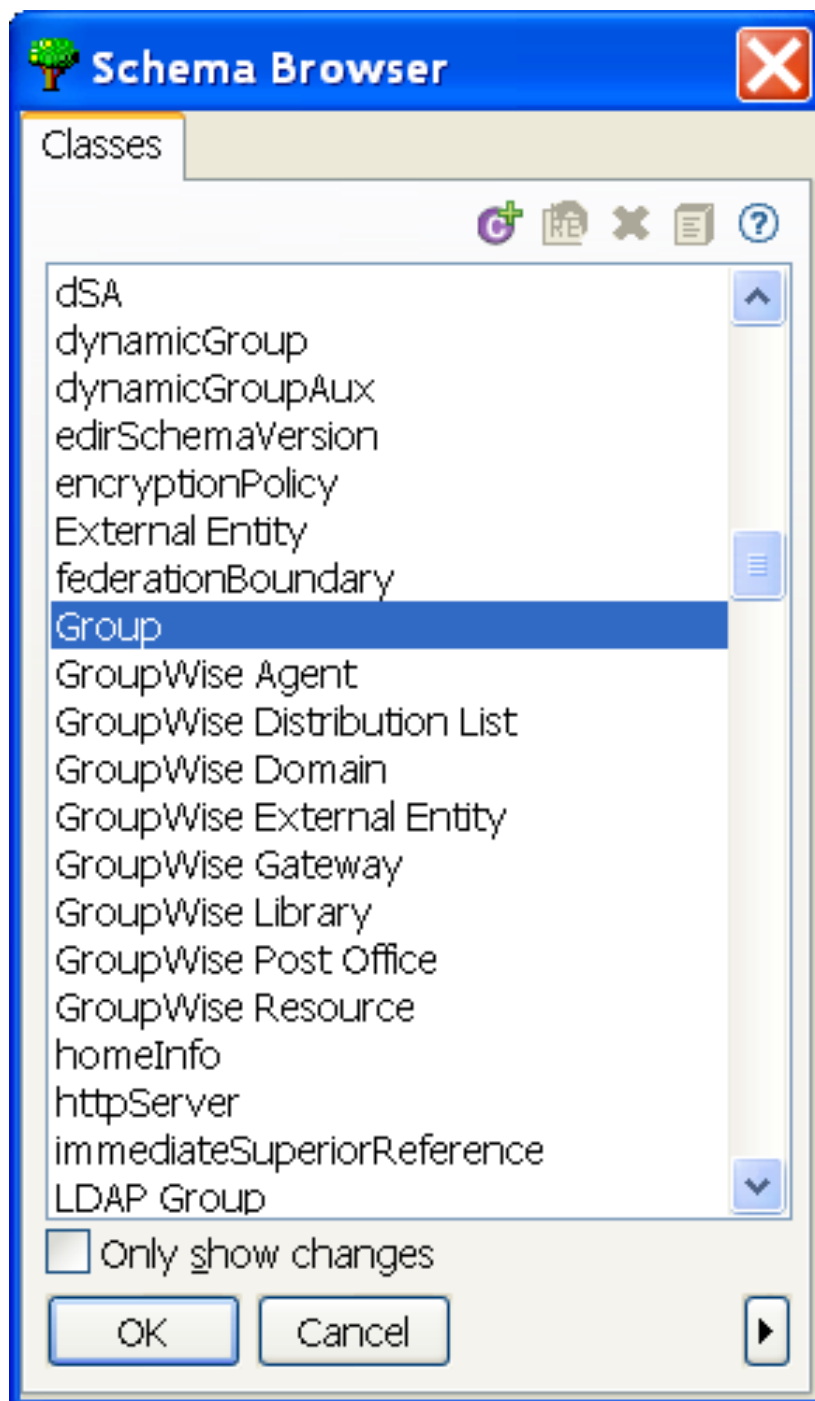 Schema Browser
Classes
dSA
dynamicGroup
dynamicGroupAux
edirSchemaVersion
encryptionPolicy
External Entity
federationBoundary
Group
GroupWise Agent
GroupWise Distribution List
GroupWise Domain
GroupWise External Entity
GroupWise Gateway
GroupWise Library
GroupWise Post Office
GroupWise Resource
homeInfo
httpServer
immediateSuperiorReference
LDAP Group
Only show changes
OK Cancel